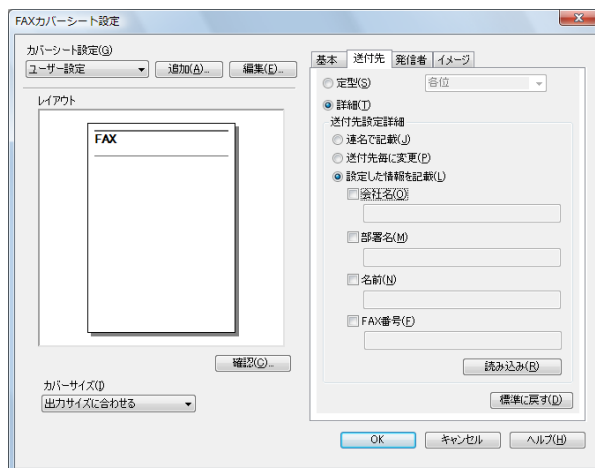 FAXカバーシート設定
カバーシート設定(G)
ユーザー設定
追加(A)...
編集(E)...
レイアウト
FAX
確認(C)...
カバーサイズ(I)
出力サイズに合わせる
基本
送付先
発信者
イメージ
定型(S)
各位
詳細(T)
送付先設定詳細
連名で記載(J)
送付先毎に変更(P)
設定した情報を記載(L)
会社名(O)
部署名(M)
名前(N)
FAX番号(F)
読み込み(R)
標準に戻す(D)
OK
キャンセル
ヘルプ(H)